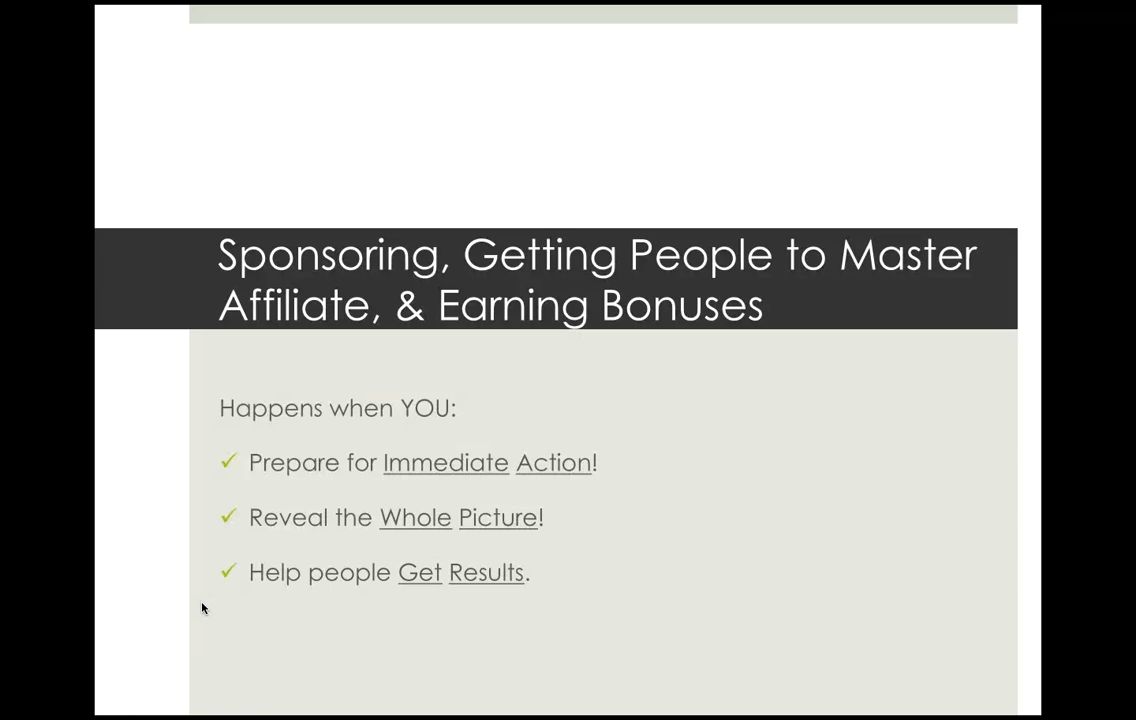 Sponsoring, Getting People to Master
Affiliate, & Earning Bonuses
Happens when YOU:
Prepare for Immediate Action!
Reveal the Whole Picture!
Help people Get Results.